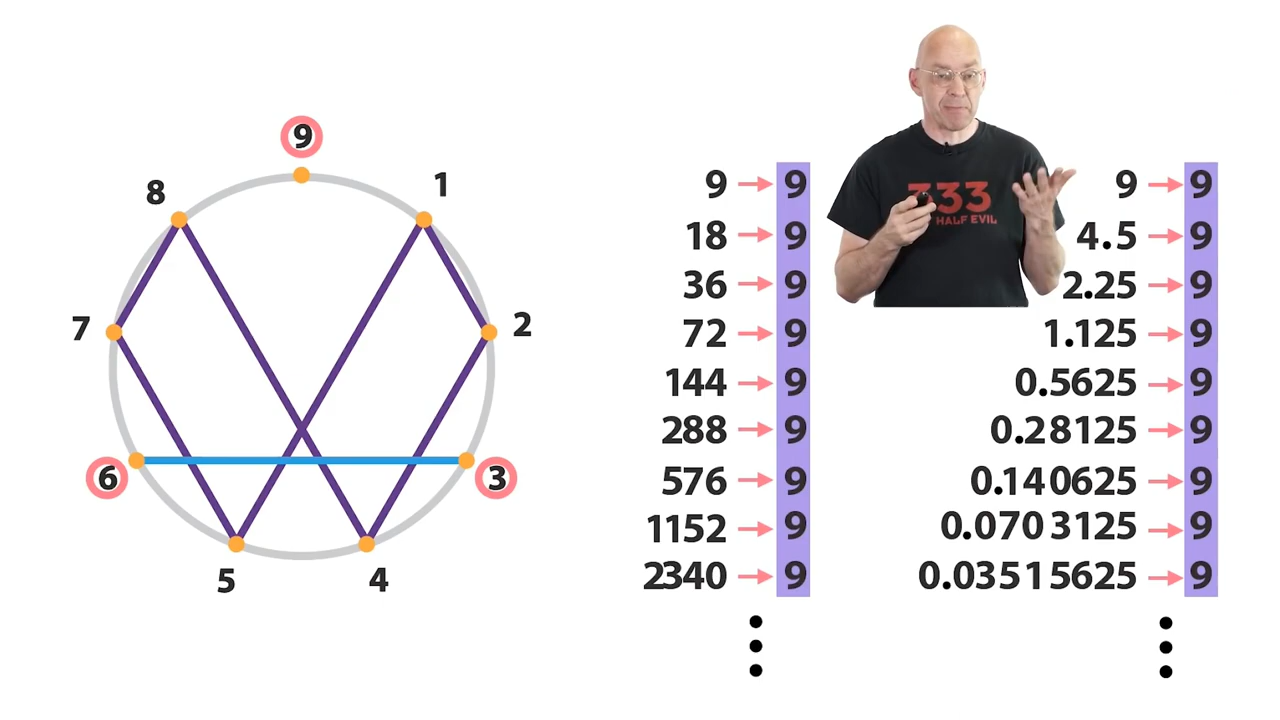 9
8
1
7
2
6
3
5
4
333
HALF EVIL
9 → 9
18 → 9
36 → 9
72 → 9
144 → 9
288 → 9
576 → 9
1152 → 9
2340 → 9
9 → 9
4.5 → 9
2.25 → 9
1.125 → 9
0.5625 → 9
0.28125 → 9
0.140625 → 9
0.0703125 → 9
0.03515625 → 9